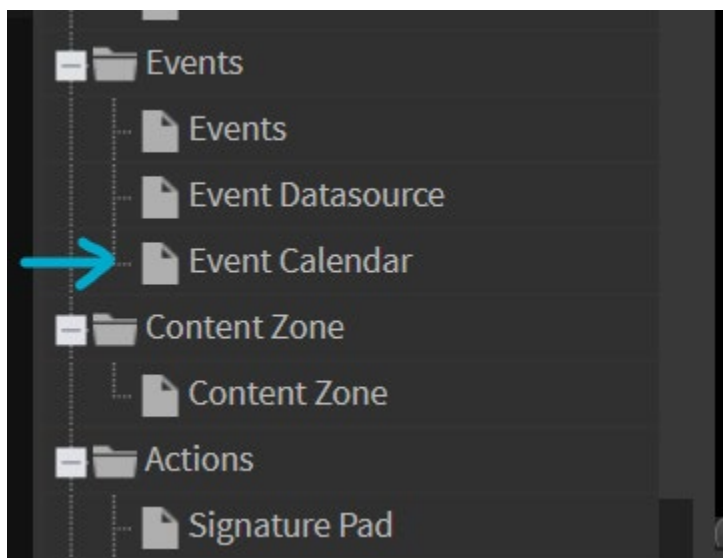 Events
Events
Event Datasource
Event Calendar
Content Zone
Content Zone
Actions
Signature Pad